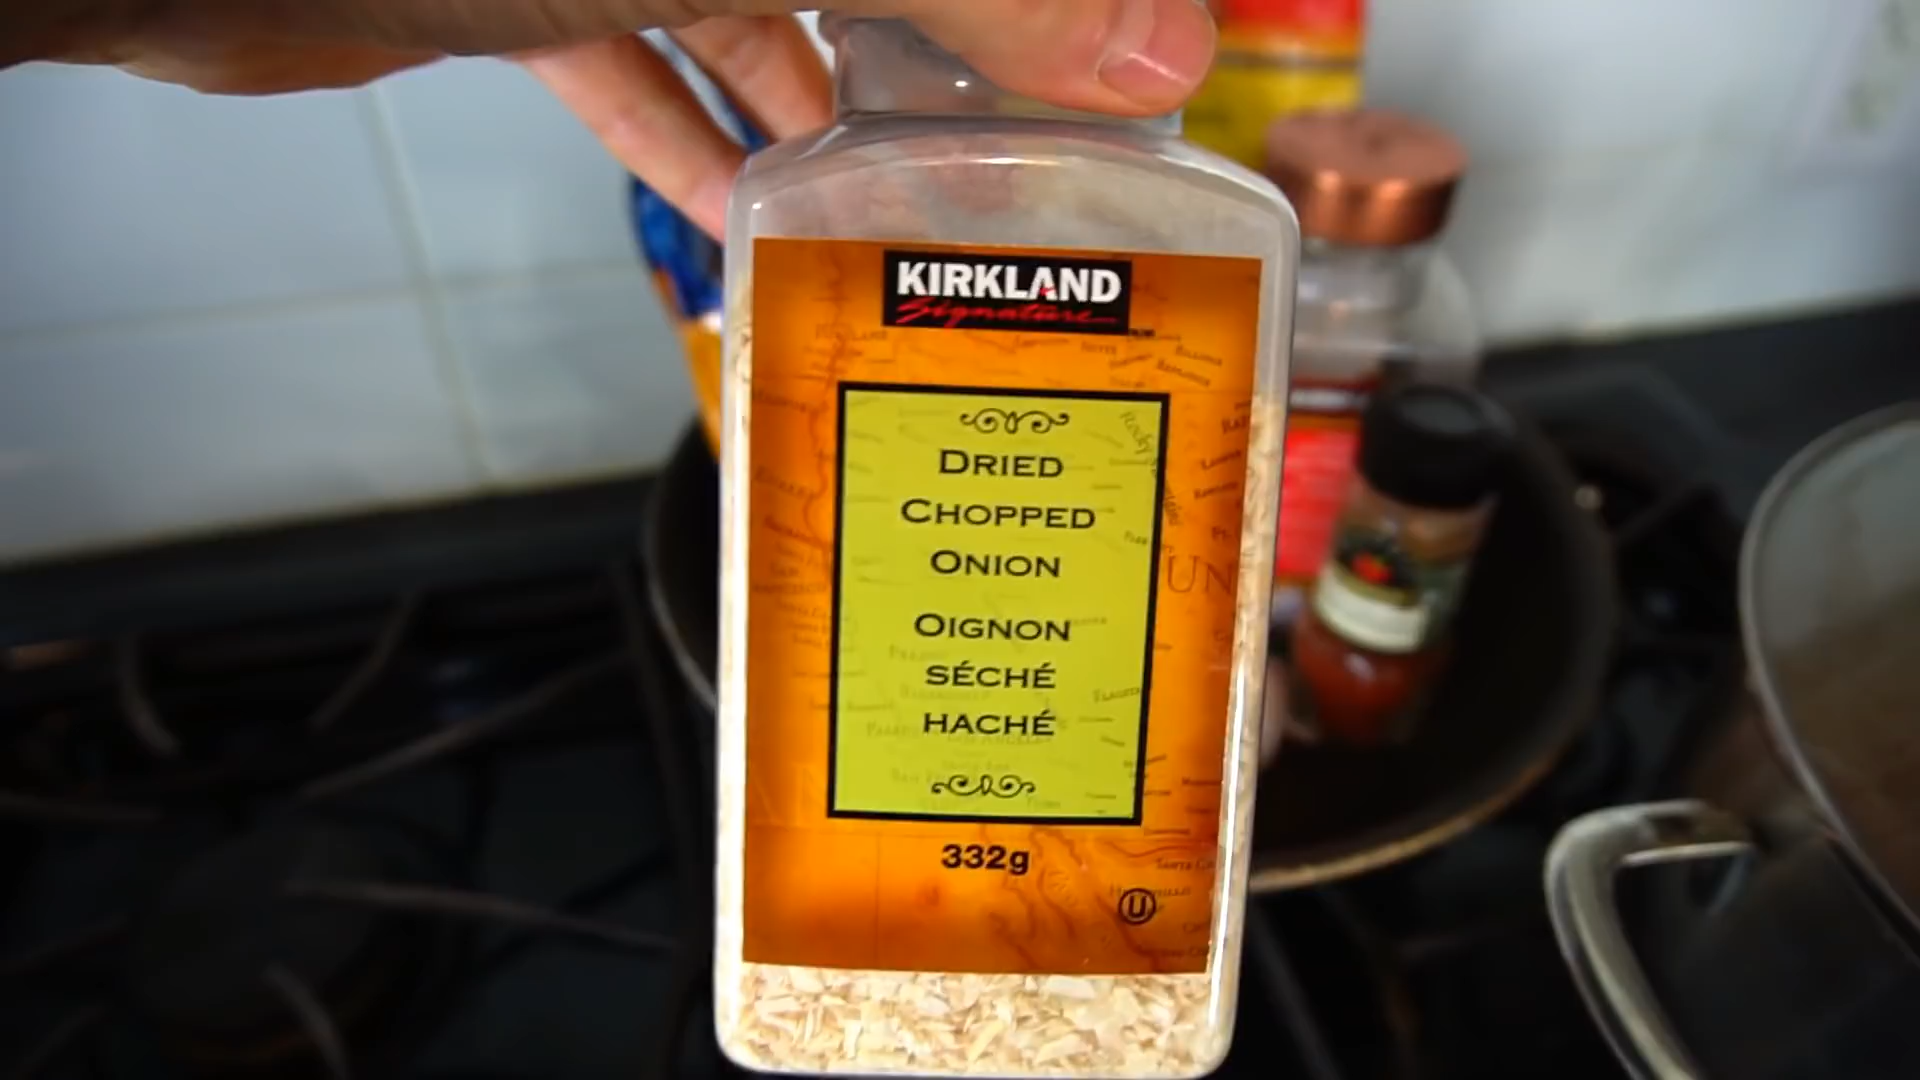 KIRKLAND
Signature
DRIED
CHOPPED
ONION
OIGNON
SÉCHÉ
HACHÉ
332g
U